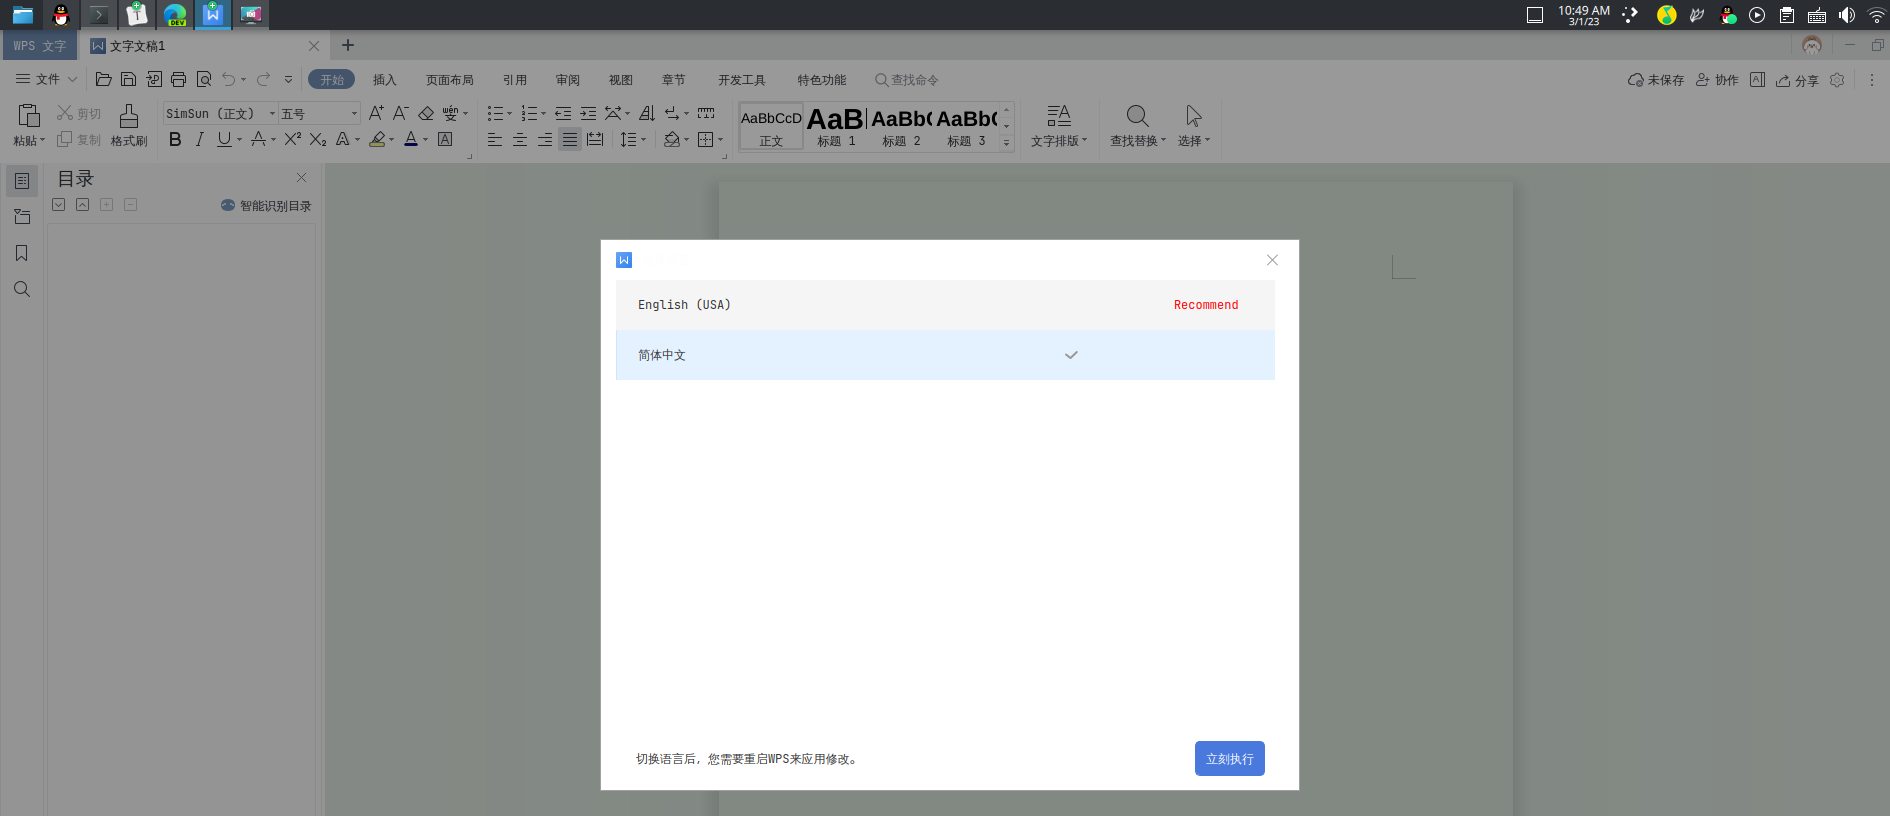 10:49 AM
3/1/23
WPS 文字
文字文稿1
文件
开始
插入
页面布局
引用
审阅
视图
章节
开发工具
特色功能
查找命令
未保存
协作
分享
粘贴
剪切
复制
格式刷
SimSun (正文)
五号
AaBbCcD
正文
AaB
标题 1
AaBb(
标题 2
AaBb(
标题 3
文字排版
查找替换
选择
目录
智能识别目录
English (USA)
Recommend
简体中文
切换语言后，您需要重启WPS来应用修改。
立刻执行